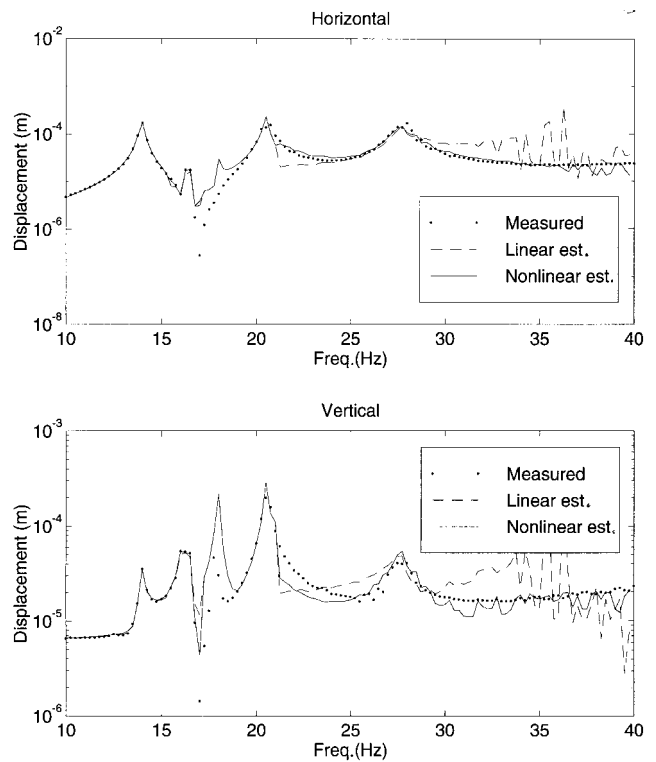 Horizontal
10^-2
10^-4
10^-6
10^-8
Displacement (m)
Measured
Linear est.
Nonlinear est.
10 15 20 25 30 35 40
Freq.(Hz)
Vertical
10^-3
10^-4
10^-5
10^-6
Displacement (m)
Measured
Linear est.
Nonlinear est.
10 15 20 25 30 35 40
Freq.(Hz)